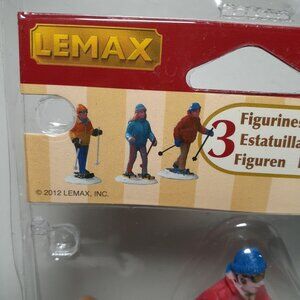 LEMAX
3
Figurines
Estatuilla
Figuren
© 2012 LEMAX, INC.